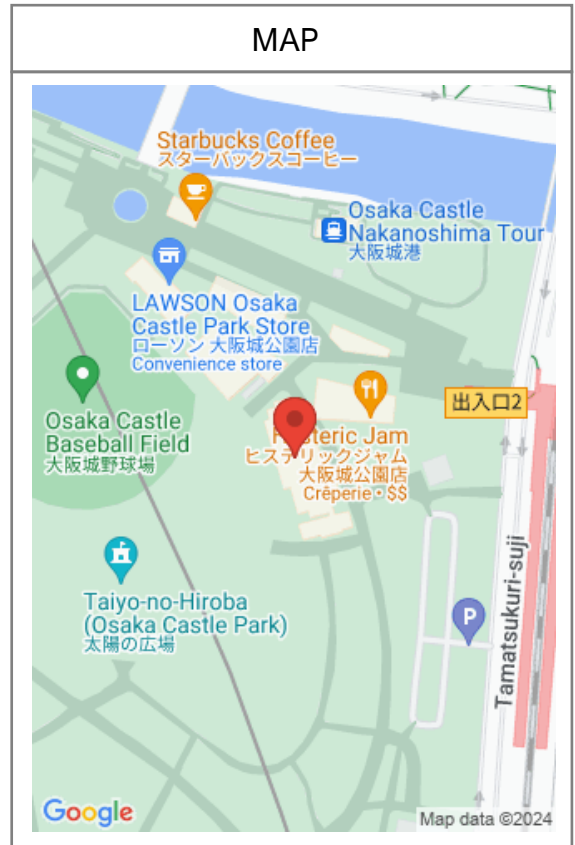 MAP
Starbucks Coffee
スターバックスコーヒー
Osaka Castle
Nakanoshima Tour
大阪城港
LAWSON Osaka
Castle Park Store
ローソン 大阪城公園店
Convenience store
出入口2
Osaka Castle
Baseball Field
大阪城野球場
Jam
ヒステリックジャム
大阪城公園店
Crêperie • $$
Taiyo-no-Hiroba
(Osaka Castle Park)
太陽の広場
P
Tamatsukuri-suji
Google
Map data ©2024